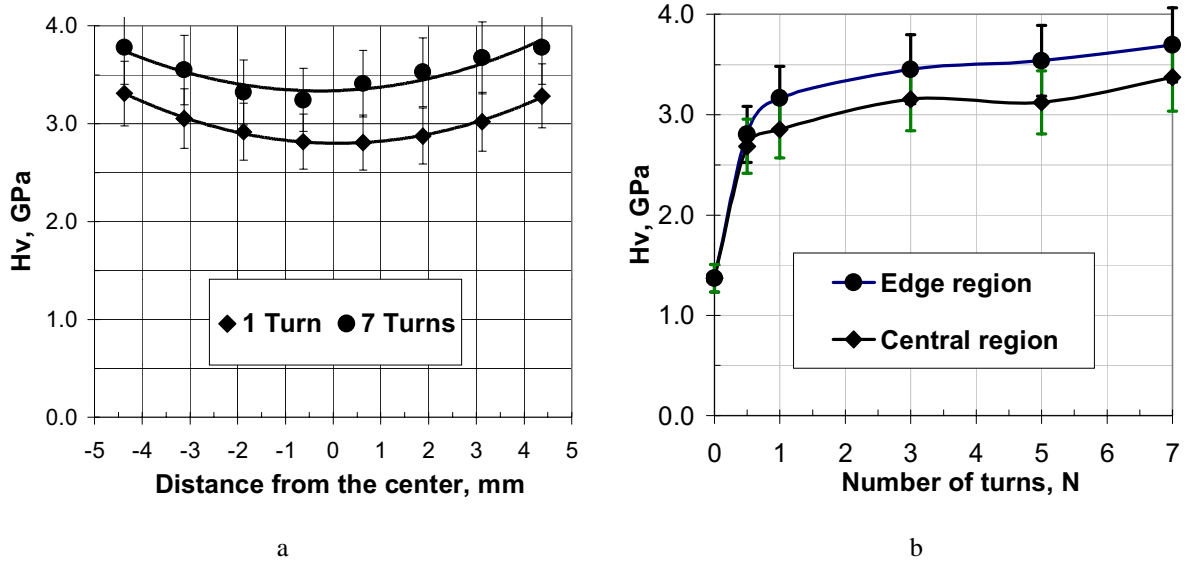 4.0
3.0
2.0
1.0
0.0
Hv, GPa
1 Turn 7 Turns
-5 -4 -3 -2 -1 0 1 2 3 4 5
Distance from the center, mm
a
4.0
3.0
2.0
1.0
0.0
Hv, GPa
Edge region
Central region
0 1 2 3 4 5 6 7
Number of turns, N
b